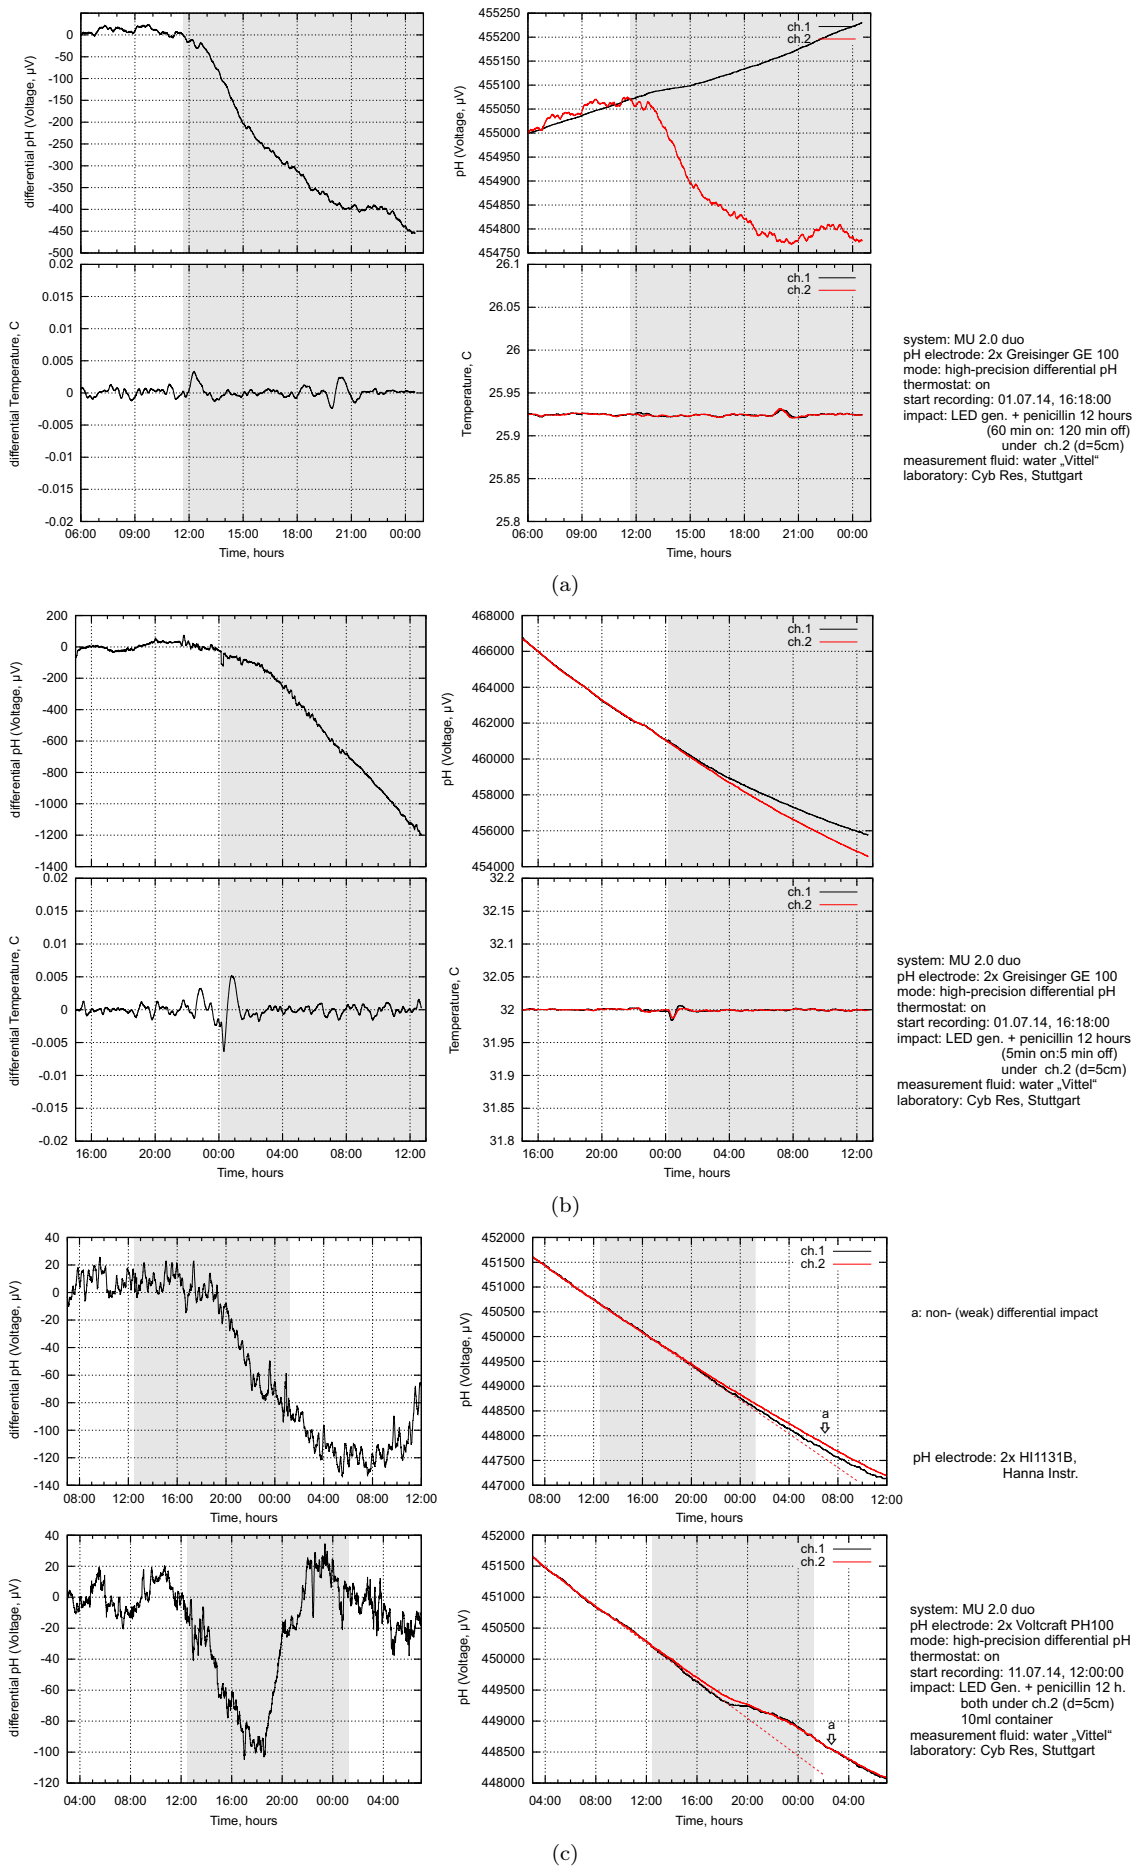 differential pH (Voltage, µV)
0
-50
-100
-150
-200
-250
-300
-350
-400
-450
-500
pH (Voltage, µV)
455250
455200
455150
455100
455050
455000
454950
454900
454850
454800
454750
ch.1
ch.2
differential Temperature, C
0.02
0.015
0.01
0.005
0
-0.005
-0.01
-0.015
-0.02
06:00 09:00 12:00 15:00 18:00 21:00 00:00
Time, hours
Temperature, C
26.1
26.05
26
25.95
25.9
25.85
25.8
ch.1
ch.2
06:00 09:00 12:00 15:00 18:00 21:00 00:00
Time, hours
system: MU 2.0 duo
pH electrode: 2x Greisinger GE 100
mode: high-precision differential pH
thermostat: on
start recording: 01.07.14, 16:18:00
impact: LED gen. + penicillin 12 hours
(60 min on: 120 min off)
under ch.2 (d=5cm)
measurement fluid: water „Vittel“
laboratory: Cyb Res, Stuttgart
(a)
differential pH (Voltage, µV)
200
0
-200
-400
-600
-800
-1000
-1200
-1400
pH (Voltage, µV)
468000
466000
464000
462000
460000
458000
456000
454000
ch.1
ch.2
differential Temperature, C
0.02
0.015
0.01
0.005
0
-0.005
-0.01
-0.015
-0.02
16:00 20:00 00:00 04:00 08:00 12:00
Time, hours
Temperature, C
32.2
32.15
32.1
32.05
32
31.95
31.9
31.85
31.8
ch.1
ch.2
16:00 20:00 00:00 04:00 08:00 12:00
Time, hours
system: MU 2.0 duo
pH electrode: 2x Greisinger GE 100
mode: high-precision differential pH
thermostat: on
start recording: 01.07.14, 16:18:00
impact: LED gen. + penicillin 12 hours
(5min on:5 min off)
under ch.2 (d=5cm)
measurement fluid: water „Vittel“
laboratory: Cyb Res, Stuttgart
(b)
differential pH (Voltage, µV)
40
20
0
-20
-40
-60
-80
-100
-120
-140
08:00 12:00 16:00 20:00 00:00 04:00 08:00 12:00
Time, hours
pH (Voltage, µV)
452000
451500
451000
450500
450000
449500
449000
448500
448000
447500
447000
ch.1
ch.2
a
08:00 12:00 16:00 20:00 00:00 04:00 08:00 12:00
Time, hours
a: non- (weak) differential impact
pH electrode: 2x HI1131B,
Hanna Instr.
differential pH (Voltage, µV)
40
20
0
-20
-40
-60
-80
-100
-120
04:00 08:00 12:00 16:00 20:00 00:00 04:00
Time, hours
pH (Voltage, µV)
452000
451500
451000
450500
450000
449500
449000
448500
448000
ch.1
ch.2
a
04:00 08:00 12:00 16:00 20:00 00:00 04:00
Time, hours
system: MU 2.0 duo
pH electrode: 2x Voltcraft PH100
mode: high-precision differential pH
thermostat: on
start recording: 11.07.14, 12:00:00
impact: LED Gen. + penicillin 12 h.
both under ch.2 (d=5cm)
10ml container
measurement fluid: water „Vittel“
laboratory: Cyb Res, Stuttgart
(c)